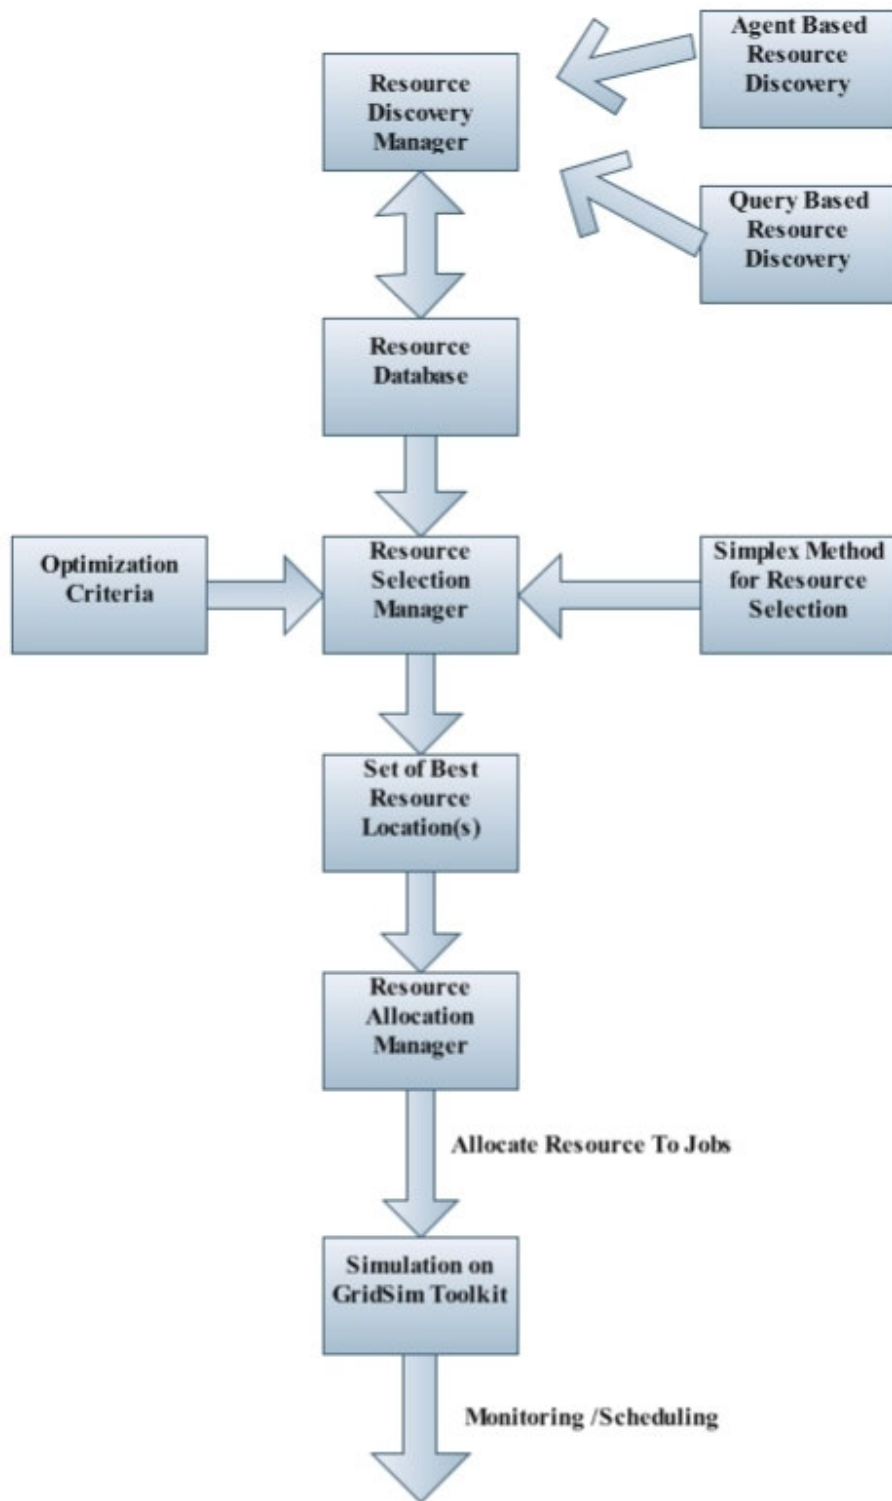 Agent Based
Resource
Discovery
Resource
Discovery
Manager
Query Based
Resource
Discovery
Resource
Database
Optimization
Criteria
Resource
Selection
Manager
Simplex Method
for Resource
Selection
Set of Best
Resource
Location(s)
Resource
Allocation
Manager
Allocate Resource To Jobs
Simulation on
GridSim Toolkit
Monitoring /Scheduling